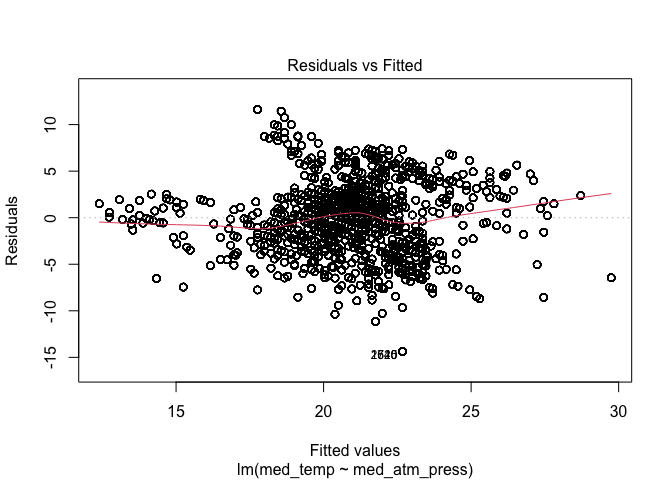 Residuals vs Fitted
Residuals
10
5
0
-5
-10
-15
15
20
25
30
Fitted values
lm(med_temp ~ med_atm_press)